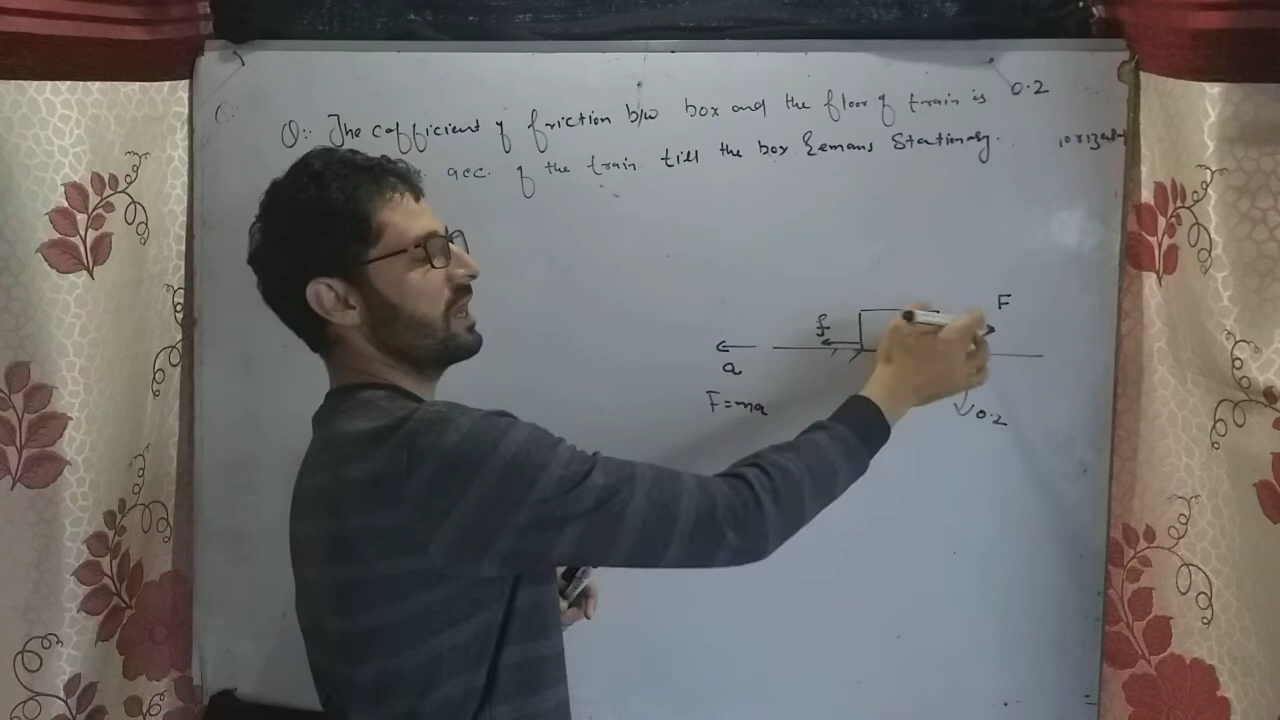 Q:: The cofficient of friction b/w box and the floor of train is 0.2
acc. of the train till the box Remans Stationary.
F
f
a
F=ma
0.2